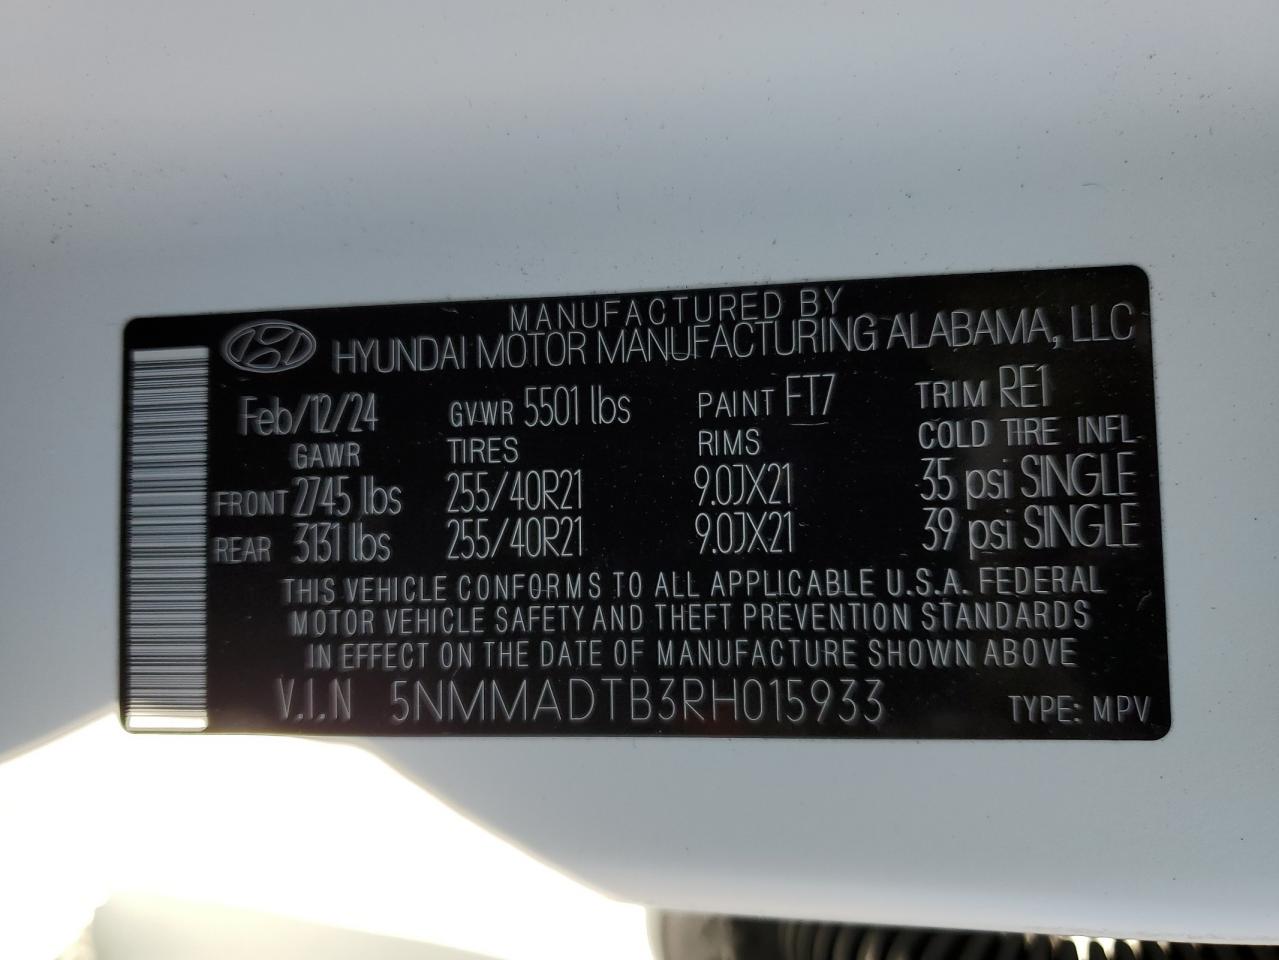 MANUFACTURED BY
HYUNDAI MOTOR MANUFACTURING ALABAMA, LLC
Feb/12/24 GVWR 5501 lbs PAINT FT7 TRIM RE1
GAWR TIRES RIMS COLD TIRE INFL
FRONT 2745 lbs 255/40R21 9.0JX21 35 psi SINGLE
REAR 3131 lbs 255/40R21 9.0JX21 39 psi SINGLE
THIS VEHICLE CONFORMS TO ALL APPLICABLE U.S.A. FEDERAL
MOTOR VEHICLE SAFETY AND THEFT PREVENTION STANDARDS
IN EFFECT ON THE DATE OF MANUFACTURE SHOWN ABOVE
V.I.N 5NMMADTB3RH015933 TYPE: MPV